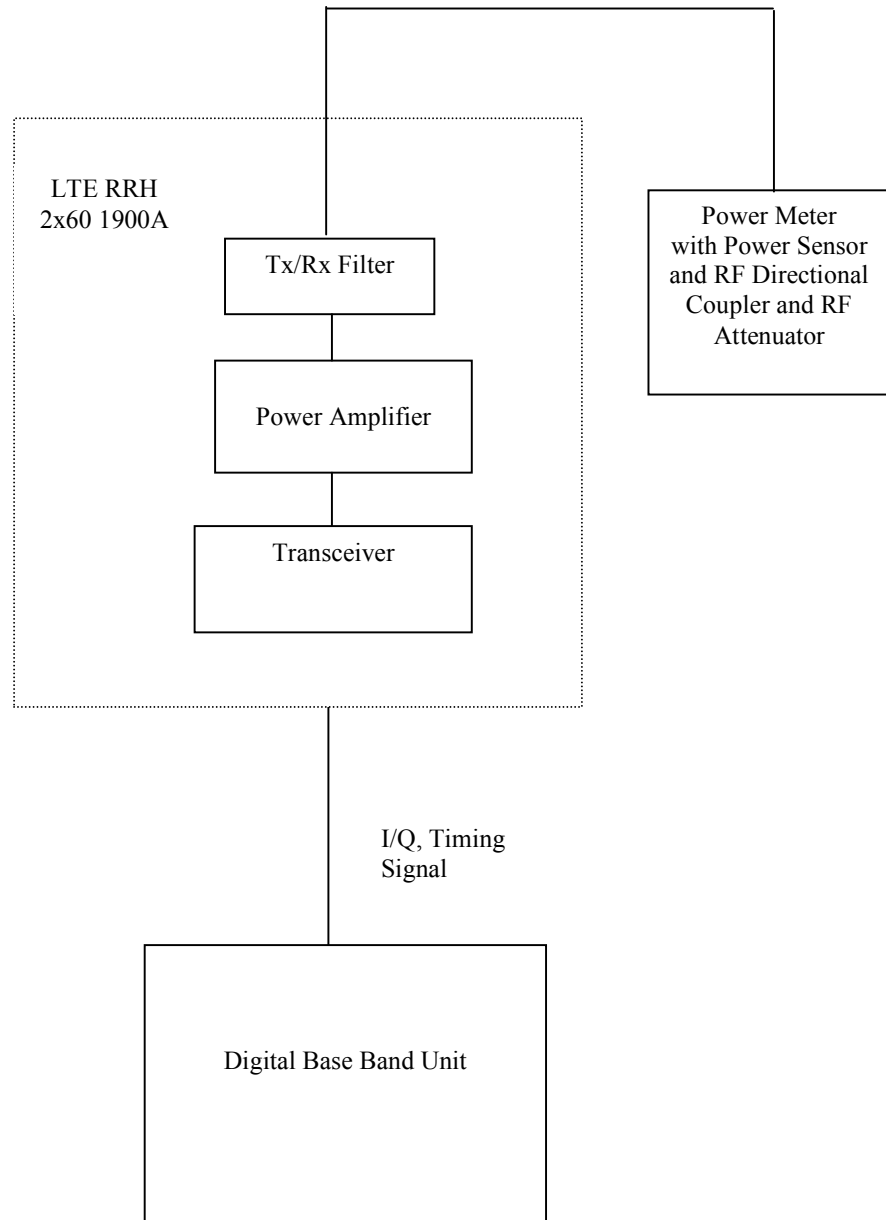 LTE RRH
2x60 1900A
Tx/Rx Filter
Power Amplifier
Transceiver
Power Meter
with Power Sensor
and RF Directional
Coupler and RF
Attenuator
I/Q, Timing
Signal
Digital Base Band Unit